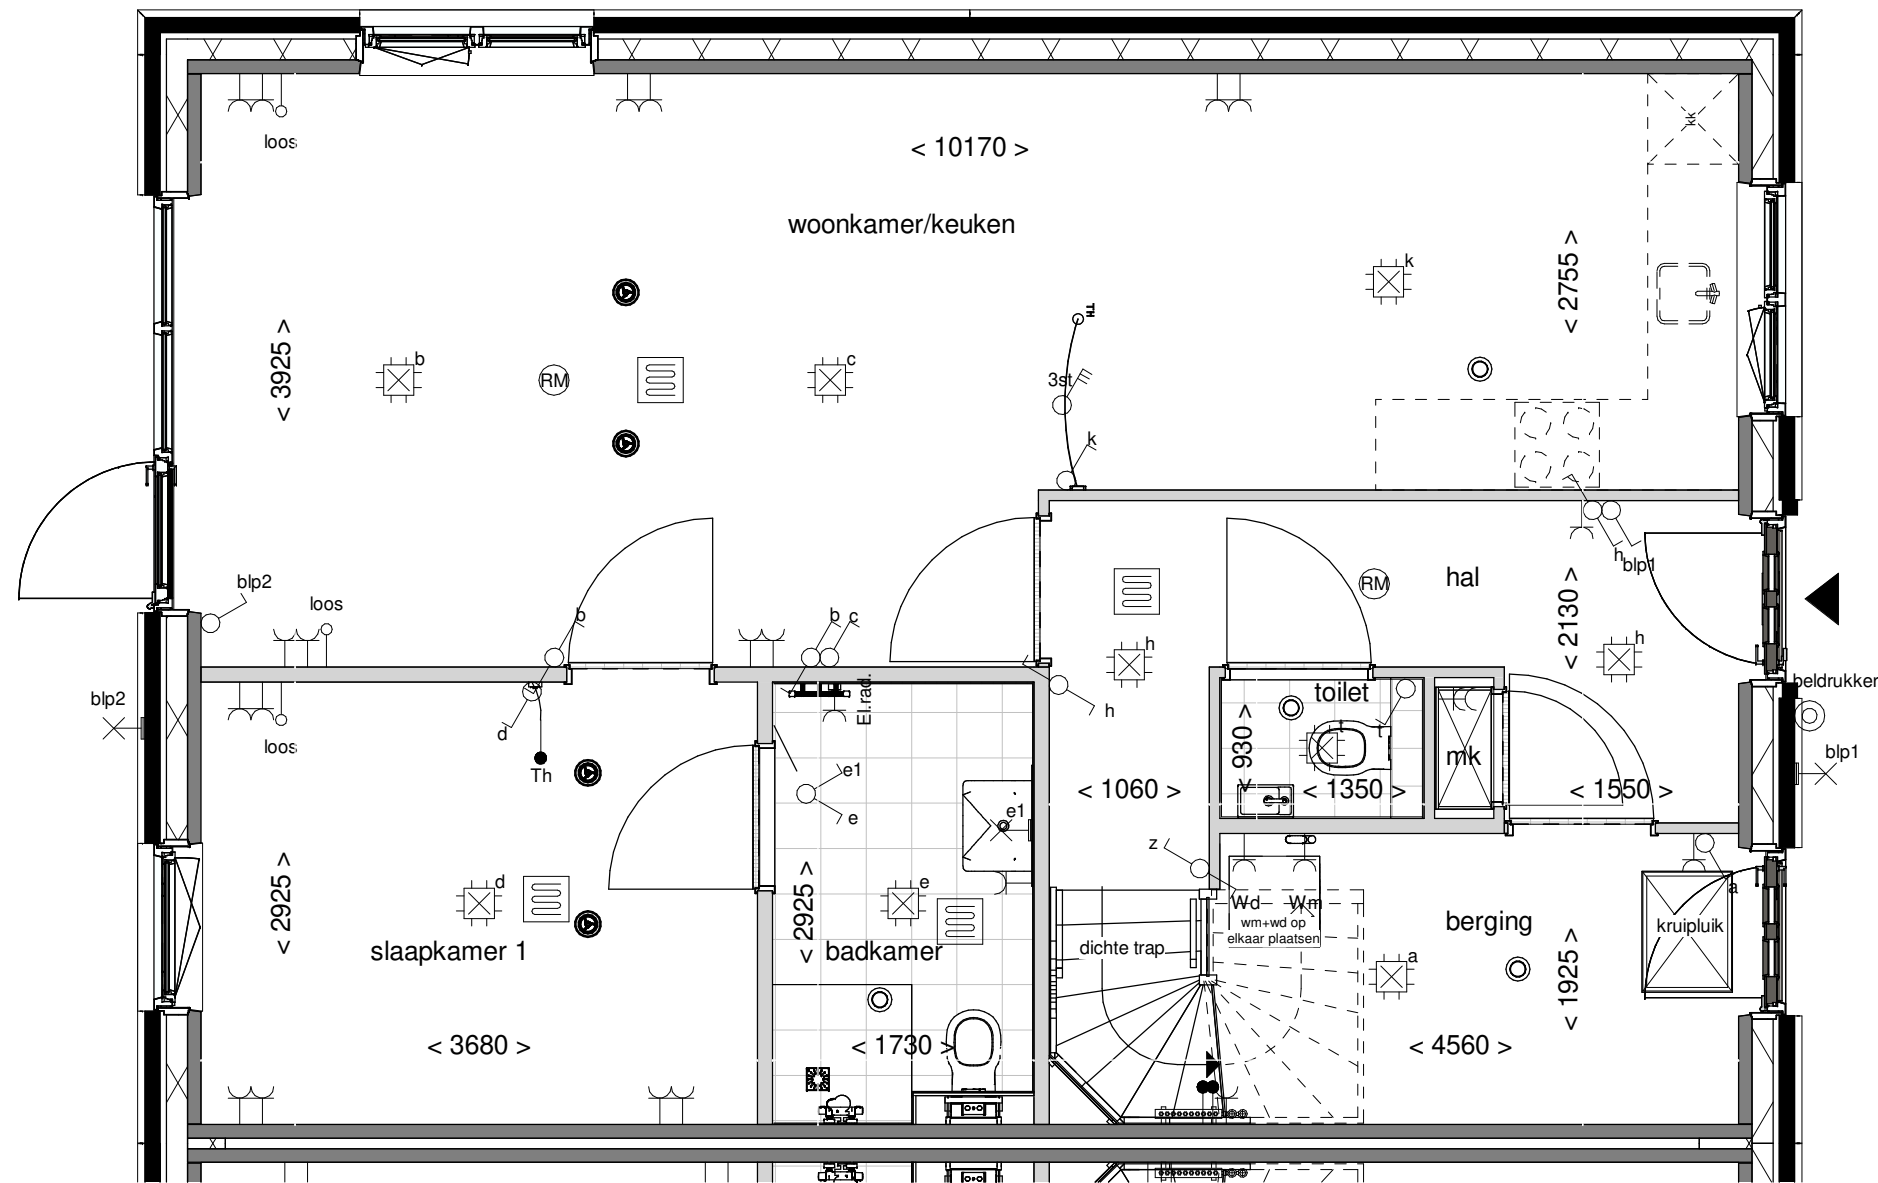 loos
< 10170 >
kk
woonkamer/keuken
< 2755 >
k
TH
< 3925 >
b
RM
c
3st
k
h
blp1
hal
RM
< 2130 >
blp2
loos
b
b
c
h
h
beldrukker
blp2
loos
d
Th
El.rad.
h
toilet
t
t
< 930 >
mk
blp1
e1
e
e1
< 1060 >
< 1350 >
< 1550 >
z
a
< 2925 >
d
< 2925 >
e
Wd
Wm
wm+wd op
elkaar plaatsen
berging
kruipluik
slaapkamer 1
badkamer
dichte trap
a
< 1925 >
< 3680 >
< 1730 >
< 4560 >